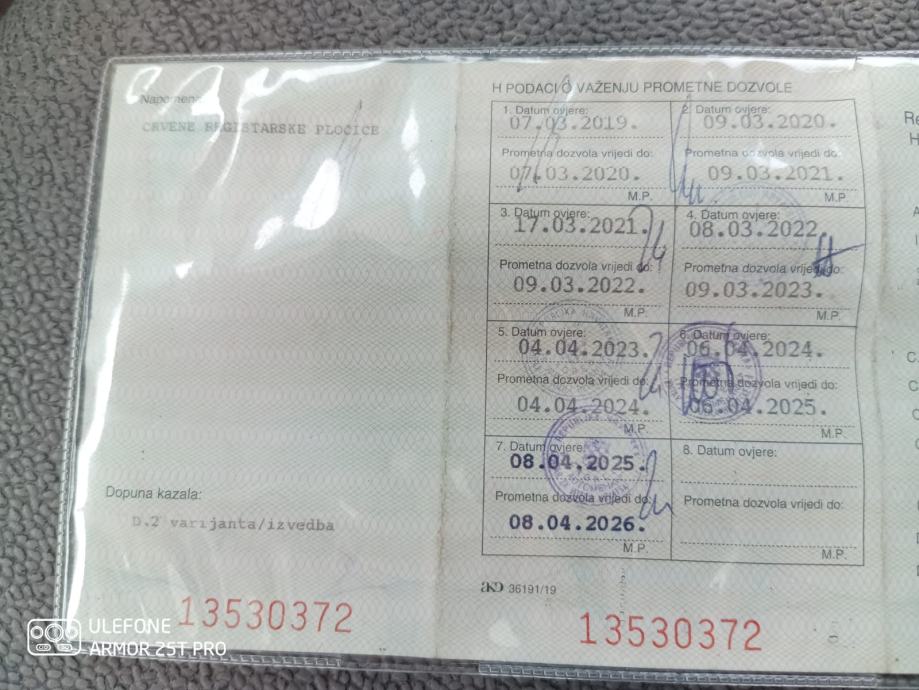 Napomena
CRVENE REGISTARSKE PLOČICE
Dopuna kazala:
D.2 varijanta/izvedba
13530372
H PODACI O VAŽENJU PROMETNE DOZVOLE
1. Datum ovjere:
07.03.2019.
Prometna dozvola vrijedi do:
07.03.2020.
M.P.
2. Datum ovjere:
09.03.2020.
Prometna dozvola vrijedi do:
09.03.2021.
M.P.
3. Datum ovjere:
17.03.2021.
Prometna dozvola vrijedi do:
09.03.2022.
M.P.
4. Datum ovjere:
08.03.2022.
Prometna dozvola vrijedi do:
09.03.2023.
M.P.
5. Datum ovjere:
04.04.2023.
Prometna dozvola vrijedi do:
04.04.2024.
M.P.
6. Datum ovjere:
06.04.2024.
Prometna dozvola vrijedi do:
06.04.2025.
M.P.
7. Datum ovjere:
08.04.2025.
Prometna dozvola vrijedi do:
08.04.2026.
M.P.
8. Datum ovjere:
Prometna dozvola vrijedi do:
M.P.
AKD 36191/19
13530372
ULEFONE
ARMOR 25T PRO